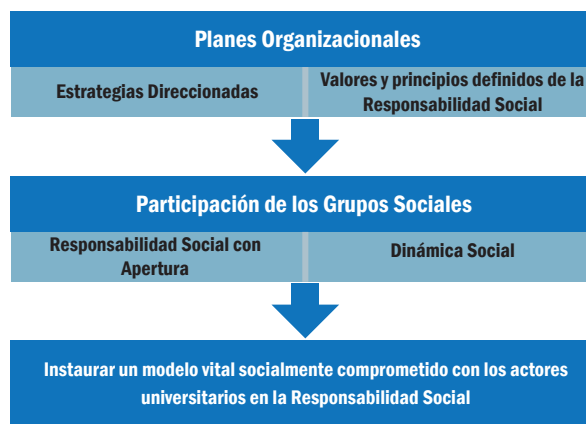 Planes Organizacionales
Estrategias Direccionadas
Valores y principios definidos de la
Responsabilidad Social
Participación de los Grupos Sociales
Responsabilidad Social con
Apertura
Dinámica Social
Instaurar un modelo vital socialmente comprometido con los actores
universitarios en la Responsabilidad Social